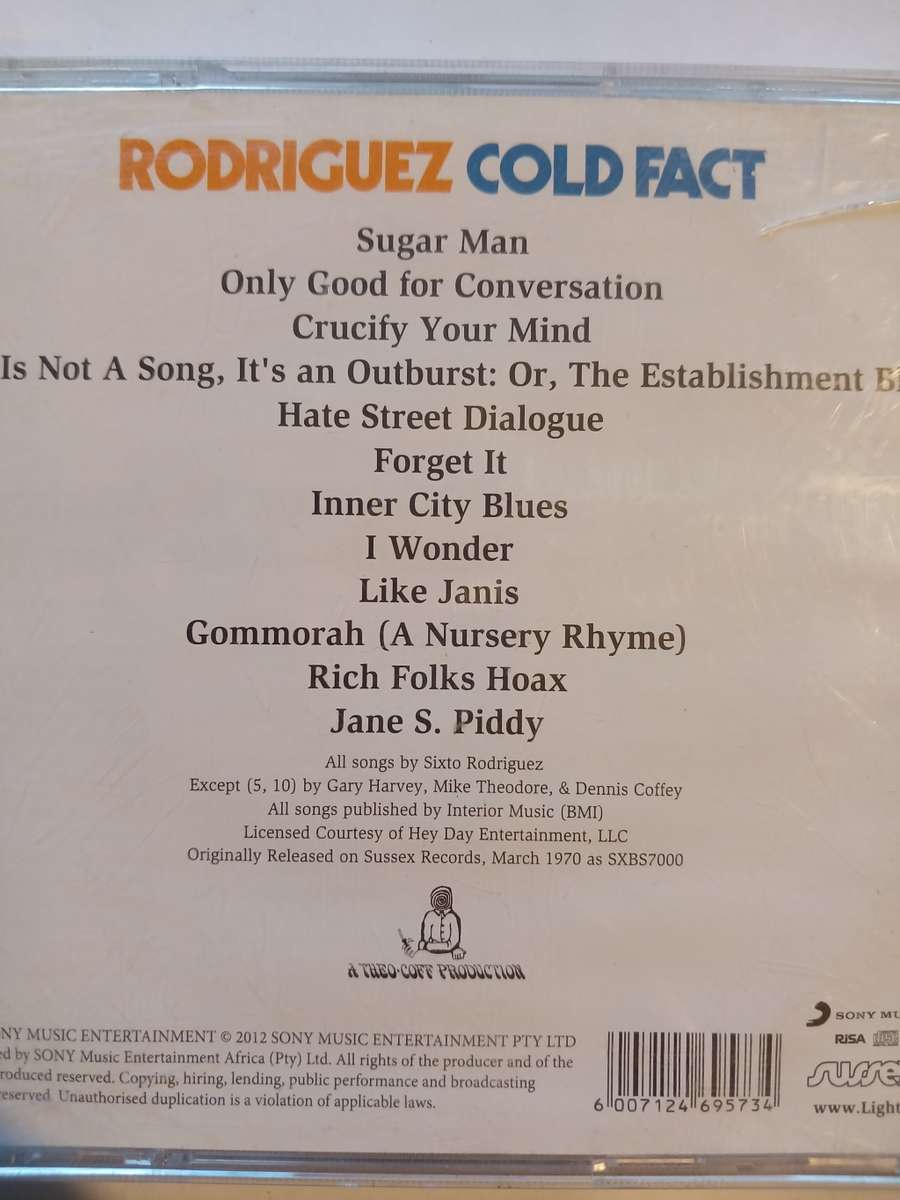 RODRIGUEZ COLD FACT
Sugar Man
Only Good for Conversation
Crucify Your Mind
Is Not A Song, It's an Outburst: Or, The Establishment B
Hate Street Dialogue
Forget It
Inner City Blues
I Wonder
Like Janis
Gommorah (A Nursery Rhyme)
Rich Folks Hoax
Jane S. Piddy
All songs by Sixto Rodriguez
Except (5, 10) by Gary Harvey, Mike Theodore, & Dennis Coffey
All songs published by Interior Music (BMI)
Licensed Courtesy of Hey Day Entertainment, LLC
Originally Released on Sussex Records, March 1970 as SXBS7000
A THEO-COFF PRODUCTION
NY MUSIC ENTERTAINMENT © 2012 SONY MUSIC ENTERTAINMENT PTY LTD
ed by SONY Music Entertainment Africa (Pty) Ltd. All rights of the producer and of the
roduced reserved. Copying, hiring, lending, public performance and broadcasting
reserved. Unauthorised duplication is a violation of applicable laws.
6 007124 695734
SONY MU
RISA
susse
www.Light